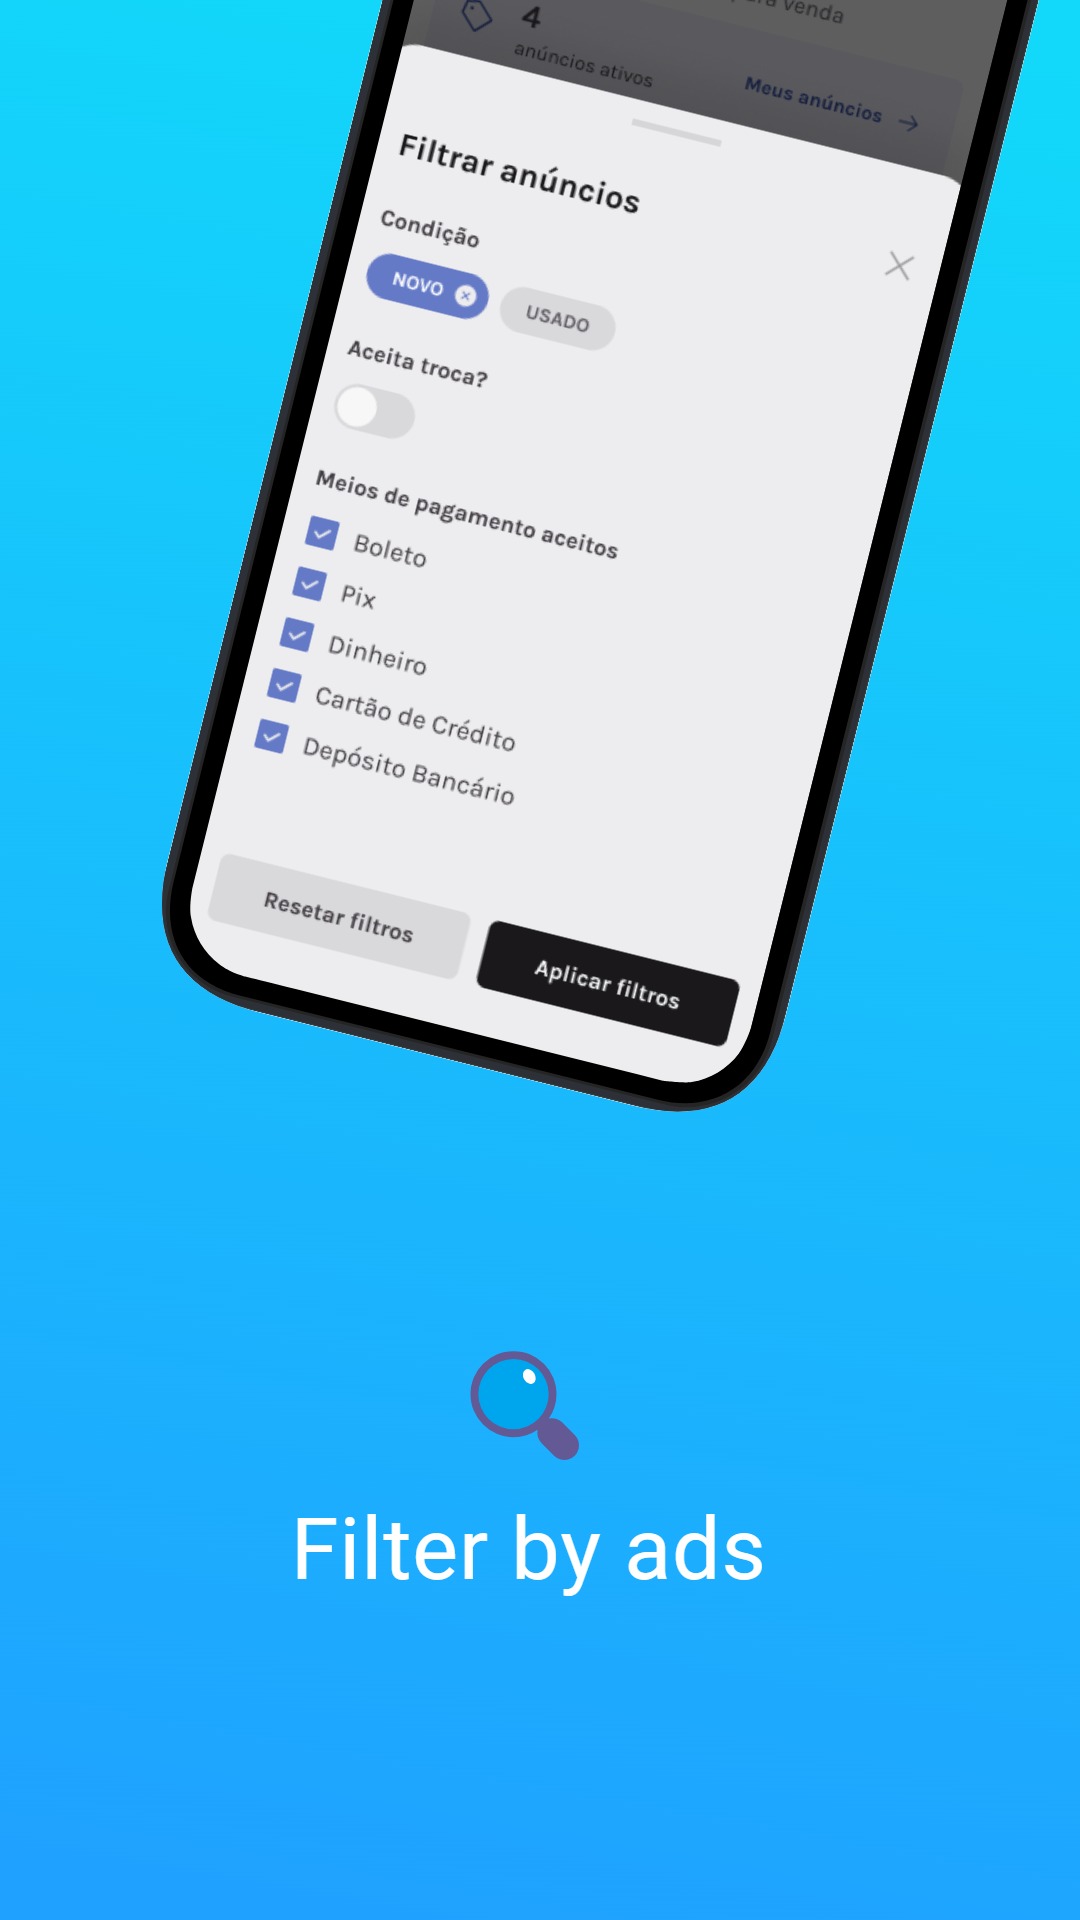 venda
4
anúncios ativos
Meus anúncios
Filtrar anúncios
Condição
NOVO
USADO
Aceita troca?
Meios de pagamento aceitos
Boleto
Pix
Dinheiro
Cartão de Crédito
Depósito Bancário
Resetar filtros
Aplicar filtros
Filter by ads